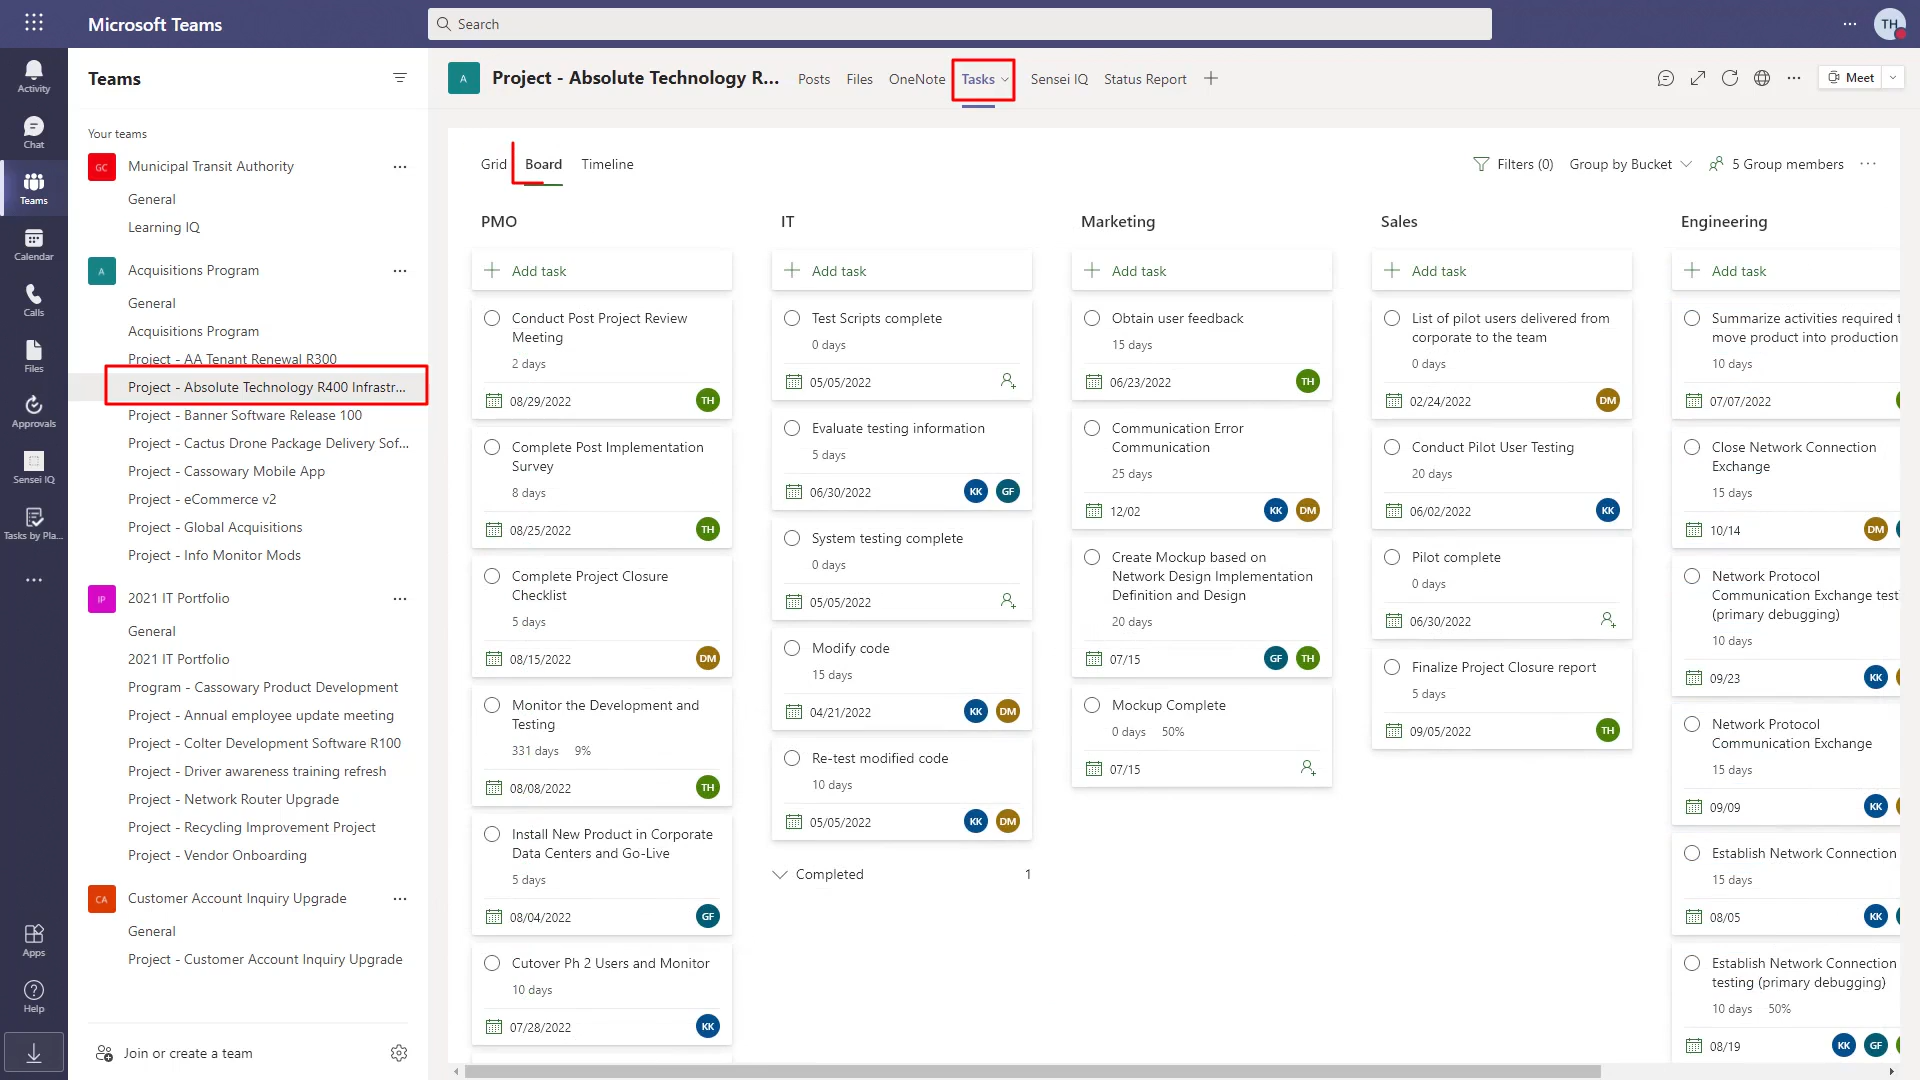 Microsoft Teams
Search
TH
Activity
Chat
Teams
Calendar
Calls
Files
Approvals
Sensei IQ
Tasks by Pla...
Apps
Help
Teams
Your teams
GC Municipal Transit Authority
General
Learning IQ
A Acquisitions Program
General
Acquisitions Program
Project - AA Tenant Renewal R300
Project - Absolute Technology R400 Infrastr...
Project - Banner Software Release 100
Project - Cactus Drone Package Delivery Sof...
Project - Cassowary Mobile App
Project - eCommerce v2
Project - Global Acquisitions
Project - Info Monitor Mods
IP 2021 IT Portfolio
General
2021 IT Portfolio
Program - Cassowary Product Development
Project - Annual employee update meeting
Project - Colter Development Software R100
Project - Driver awareness training refresh
Project - Network Router Upgrade
Project - Recycling Improvement Project
Project - Vendor Onboarding
CA Customer Account Inquiry Upgrade
General
Project - Customer Account Inquiry Upgrade
Join or create a team
A Project - Absolute Technology R... Posts Files OneNote Tasks Sensei IQ Status Report
Meet
Grid Board Timeline
Filters (0) Group by Bucket 5 Group members
PMO
Add task
Conduct Post Project Review
Meeting
2 days
08/29/2022 TH
Complete Post Implementation
Survey
8 days
08/25/2022 TH
Complete Project Closure
Checklist
5 days
08/15/2022 DM
Monitor the Development and
Testing
331 days 9%
08/08/2022 TH
Install New Product in Corporate
Data Centers and Go-Live
5 days
08/04/2022 GF
Cutover Ph 2 Users and Monitor
10 days
07/28/2022 KK
IT
Add task
Test Scripts complete
0 days
05/05/2022
Evaluate testing information
5 days
06/30/2022 KK GF
System testing complete
0 days
05/05/2022
Modify code
15 days
04/21/2022 KK DM
Re-test modified code
10 days
05/05/2022 KK DM
Completed 1
Marketing
Add task
Obtain user feedback
15 days
06/23/2022 TH
Communication Error
Communication
25 days
12/02 KK DM
Create Mockup based on
Network Design Implementation
Definition and Design
20 days
07/15 GF TH
Mockup Complete
0 days 50%
07/15
Sales
Add task
List of pilot users delivered from
corporate to the team
0 days
02/24/2022 DM
Conduct Pilot User Testing
20 days
06/02/2022 KK
Pilot complete
0 days
06/30/2022
Finalize Project Closure report
5 days
09/05/2022 TH
Engineering
Add task
Summarize activities required t
move product into production
10 days
07/07/2022
Close Network Connection
Exchange
15 days
10/14 DM
Network Protocol
Communication Exchange test
(primary debugging)
10 days
09/23 KK
Network Protocol
Communication Exchange
15 days
09/09 KK
Establish Network Connection
15 days
08/05 KK
Establish Network Connection
testing (primary debugging)
10 days 50%
08/19 KK GF